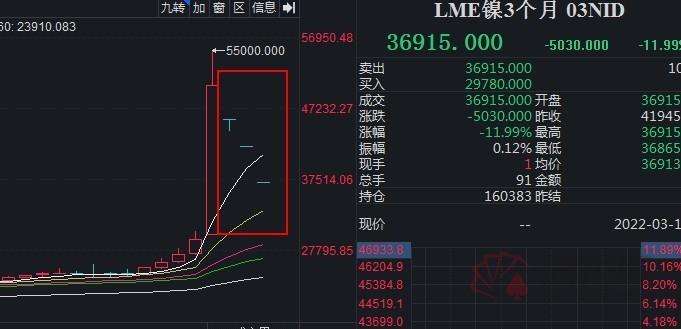 九转 加 窗 区 信息
60: 23910.083
55000.000
56950.48
47232.27
37514.06
27795.85
LME镍3个月 03NID
36915.000 -5030.000 -11.99
卖出 36915.000 10
买入 29780.000
成交 36915.000 开盘 36915
涨跌 -5030.000 昨收 41945
涨幅 -11.99% 最高 36915
振幅 0.12% 最低 36865
现手 1 均价 36913
总手 91 金额
持仓 160383 昨结
现价 -- 2022-03-1
46933.8 11.89%
46204.9 10.16%
45384.8 8.20%
44519.1 6.14%
43699.0 4.18%